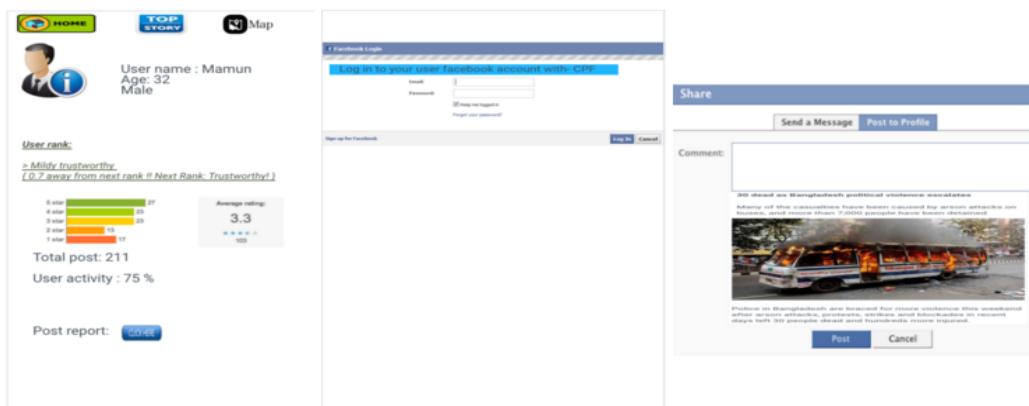 HOME
TOP
STORY
Map
User name : Mamun
Age: 32
Male
User rank:
> Mildy trustworthy
( 0.7 away from next rank !! Next Rank: Trustworthy! )
5 star 27
4 star 23
3 star 23
2 star 13
1 star 17
Average rating:
3.3
103
Total post: 211
User activity : 75 %
Post report:
Facebook Login
Log in to your user facebook account with- CPF
Email:
Password:
Keep me logged in
Forgot your password?
Sign up for Facebook
Log In
Cancel
Share
Send a Message
Post to Profile
Comment:
30 dead as Bangladesh political violence escalates
Many of the casualties have been caused by arson attacks on
buses, and more than 7,000 people have been detained
Police in Bangladesh are braced for more violence this weekend
after arson attacks, protests, strikes and blockades in recent
days left 30 people dead and hundreds more injured.
Post
Cancel